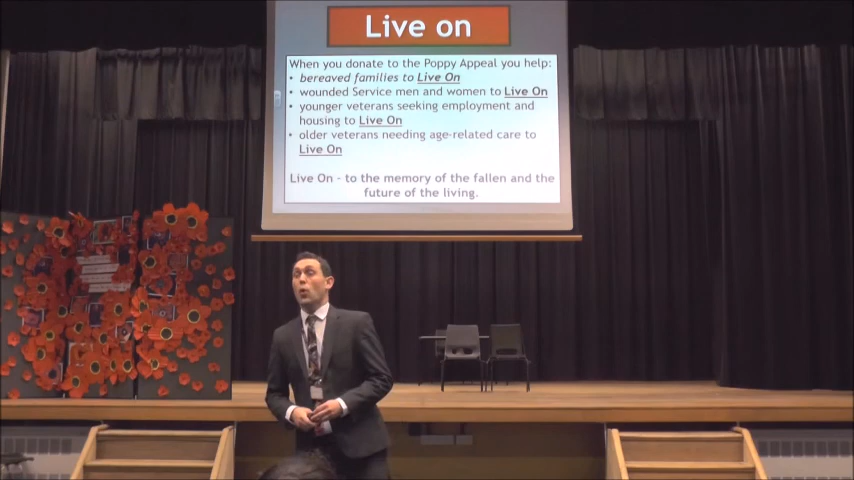 Live on
When you donate to the Poppy Appeal you help:
• bereaved families to Live On
• wounded Service men and women to Live On
• younger veterans seeking employment and
housing to Live On
• older veterans needing age-related care to
Live On
Live On - to the memory of the fallen and the
future of the living.